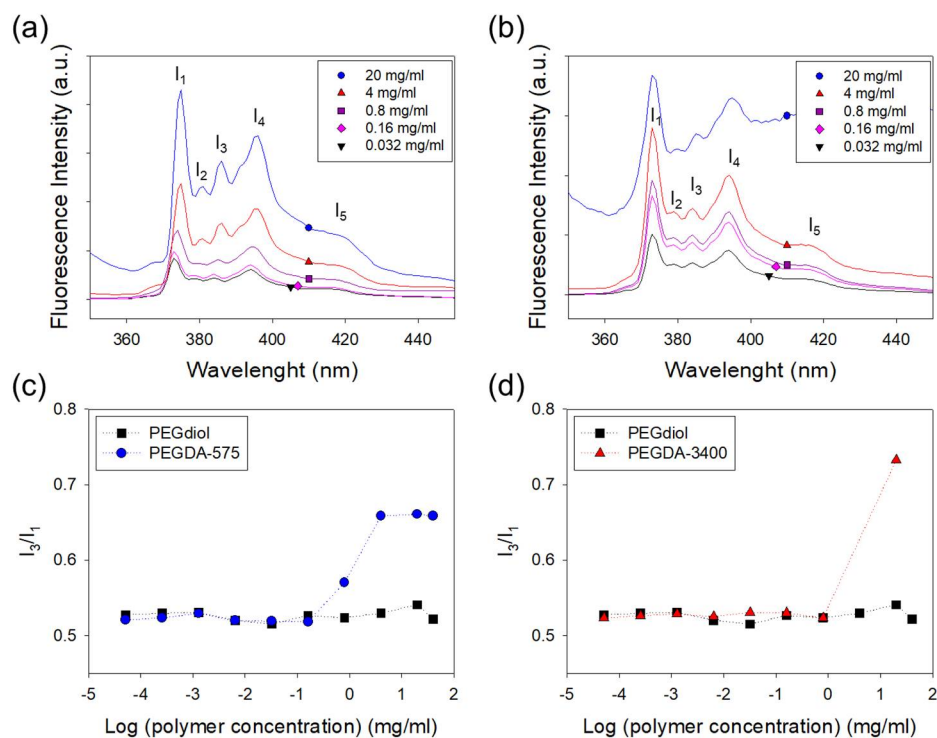 (a)
Fluorescence Intensity (a.u.)
I1
I2
I3
I4
I5
20 mg/ml
4 mg/ml
0.8 mg/ml
0.16 mg/ml
0.032 mg/ml
360 380 400 420 440
Wavelenght (nm)
(b)
Fluorescence Intensity (a.u.)
I1
I2
I3
I4
I5
20 mg/ml
4 mg/ml
0.8 mg/ml
0.16 mg/ml
0.032 mg/ml
360 380 400 420 440
Wavelenght (nm)
(c)
I3/I1
0.8
0.7
0.6
0.5
PEGdiol
PEGDA-575
-5 -4 -3 -2 -1 0 1 2
Log (polymer concentration) (mg/ml)
(d)
I3/I1
0.8
0.7
0.6
0.5
PEGdiol
PEGDA-3400
-5 -4 -3 -2 -1 0 1 2
Log (polymer concentration) (mg/ml)